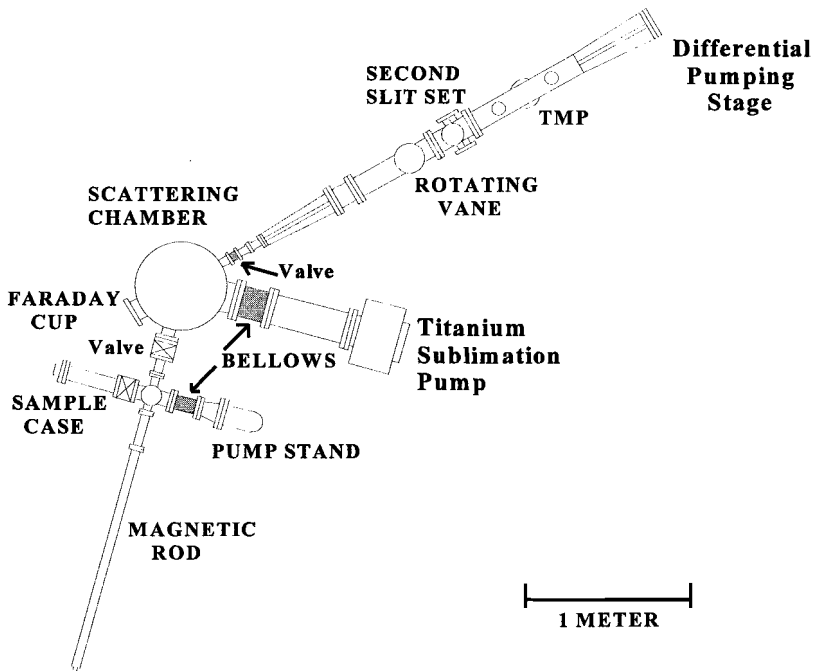 Differential
Pumping
Stage
SECOND
SLIT SET
TMP
ROTATING
VANE
SCATTERING
CHAMBER
Valve
FARADAY
CUP
Valve
BELLOWS
Titanium
Sublimation
Pump
SAMPLE
CASE
PUMP STAND
MAGNETIC
ROD
1 METER